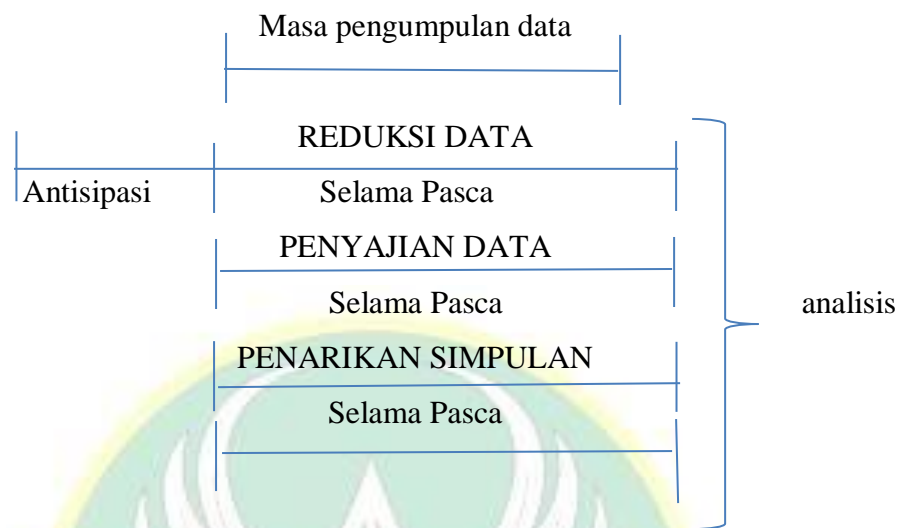 Masa pengumpulan data
REDUKSI DATA
Antisipasi Selama Pasca
PENYAJIAN DATA
Selama Pasca
analisis
PENARIKAN SIMPULAN
Selama Pasca